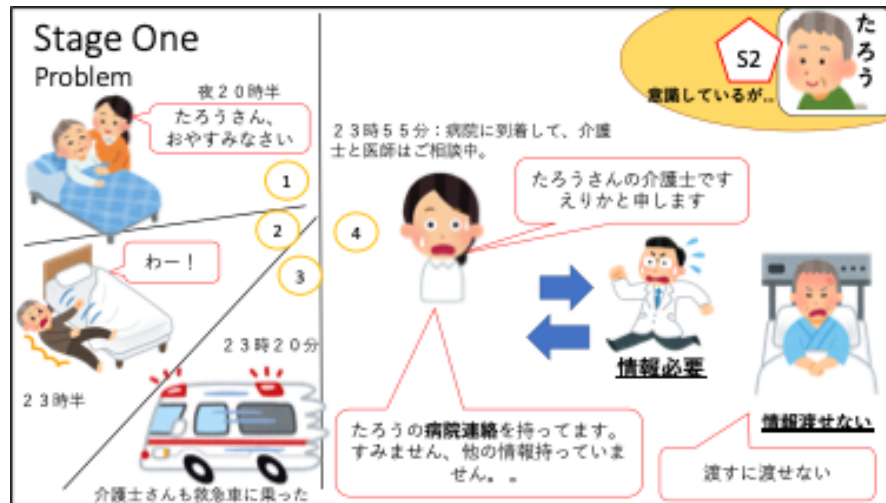 Stage One
Problem
夜２０時半
たろうさん、
おやすみなさい
1
2
わー！
２３時半
3
２３時２０分
介護士さんも救急車に乗った
4
２３時５５分：病院に到着して、介護
士と医師はご相談中。
たろうさんの介護士です
えりかと申します
たろうの病院連絡を持ってます。
すみません、他の情報持っていま
せん。。
情報必要
情報渡せない
渡すに渡せない
S2
意識しているが…
たろう